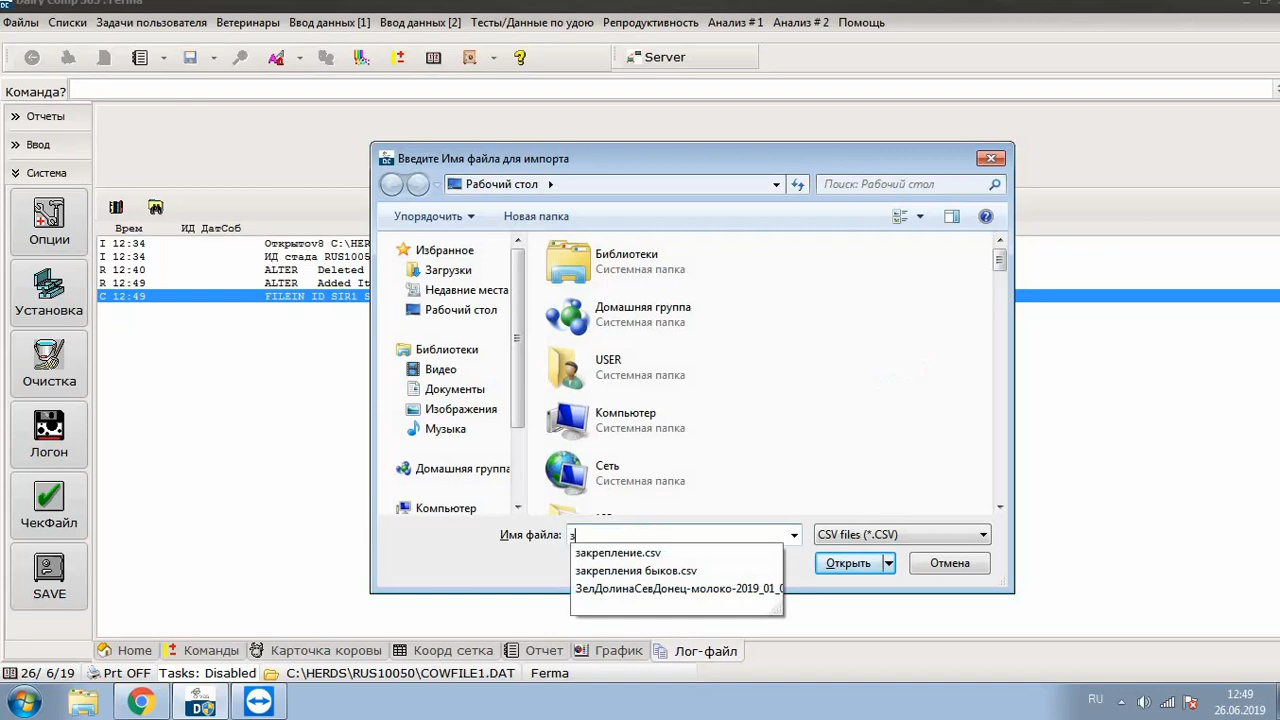 Dairy Comp 305 : Ferma
Файлы Списки Задачи пользователя Ветеринары Ввод данных [1] Ввод данных [2] Тесты/Данные по удою Репродуктивность Анализ # 1 Анализ # 2 Помощь
Server
Команда?
Отчеты
Ввод
Система
Опции
Установка
Очистка
Логон
ЧекФайл
SAVE
Врем ИД ДатСоб
I 12:34 Открытоv8 C:\HERDS
I 12:34 ИД стада RUS1005
R 12:40 ALTER Deleted
R 12:49 ALTER Added It
C 12:49 FILEIN ID SIR1 S
Введите Имя файла для импорта
Рабочий стол
Поиск: Рабочий стол
Упорядочить Новая папка
Избранное
Загрузки
Недавние места
Рабочий стол
Библиотеки
Видео
Документы
Изображения
Музыка
Домашняя группа
Компьютер
Библиотеки
Системная папка
Домашняя группа
Системная папка
USER
Системная папка
Компьютер
Системная папка
Сеть
Системная папка
Имя файла: з
CSV files (*.CSV)
закрепление.csv
закрепления быков.csv
ЗелДолинаСевДонец-молоко-2019_01_0
Открыть
Отмена
Home Команды Карточка коровы Коорд сетка Отчет График Лог-файл
26/ 6/19 Prt OFF Tasks: Disabled C:\HERDS\RUS10050\COWFILE1.DAT Ferma
RU
12:49
26.06.2019